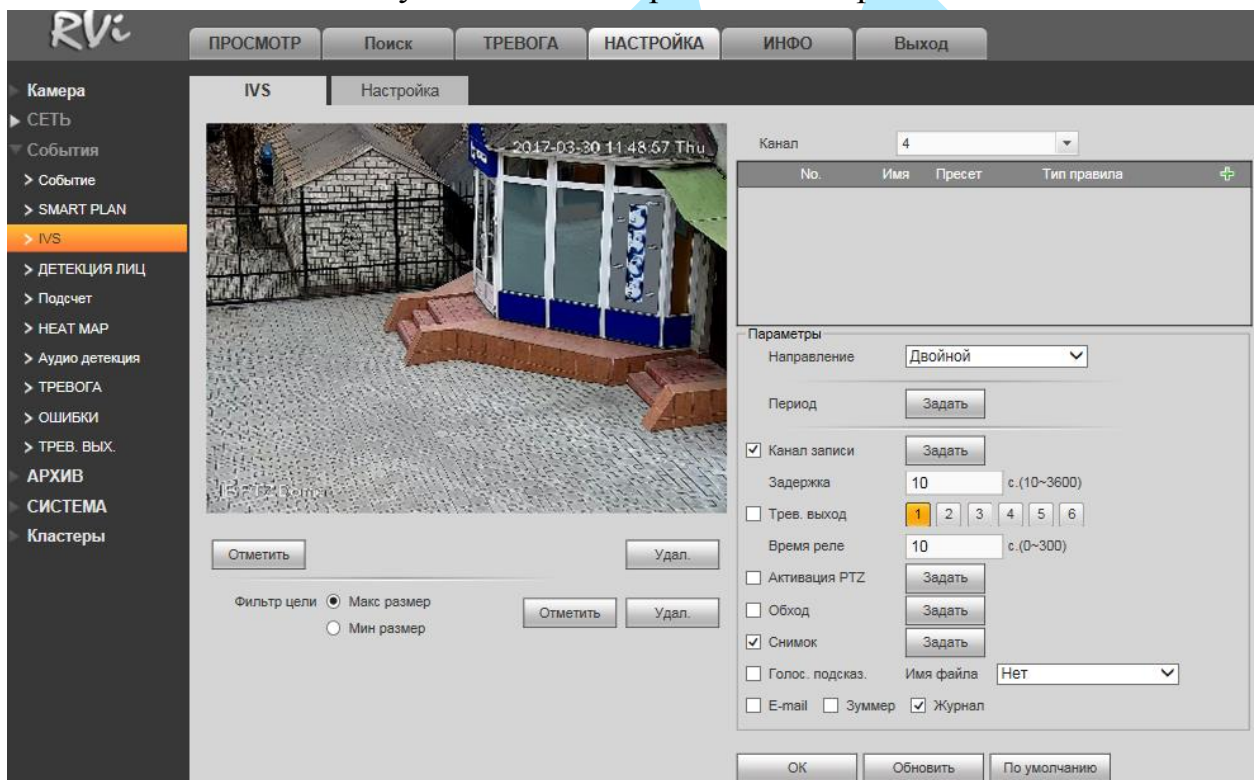 RVi
ПРОСМОТР Поиск ТРЕВОГА НАСТРОЙКА ИНФО Выход
IVS Настройка
Камера
СЕТЬ
События
Событие
SMART PLAN
IVS
ДЕТЕКЦИЯ ЛИЦ
Подсчет
HEAT MAP
Аудио детекция
ТРЕВОГА
ОШИБКИ
ТРЕВ. ВЫХ.
АРХИВ
СИСТЕМА
Кластеры
2017-03-30 11:48:57 Thu
Отметить Удал.
Фильтр цели Макс размер Отметить Удал.
Мин размер
Канал 4
No. Имя Пресет Тип правила
Параметры
Направление Двойной
Период Задать
Канал записи Задать
Задержка 10 с.(10~3600)
Трев. выход 1 2 3 4 5 6
Время реле 10 с.(0~300)
Активация PTZ Задать
Обход Задать
Снимок Задать
Голос. подсказ. Имя файла Нет
E-mail Зуммер Журнал
ОК Обновить По умолчанию